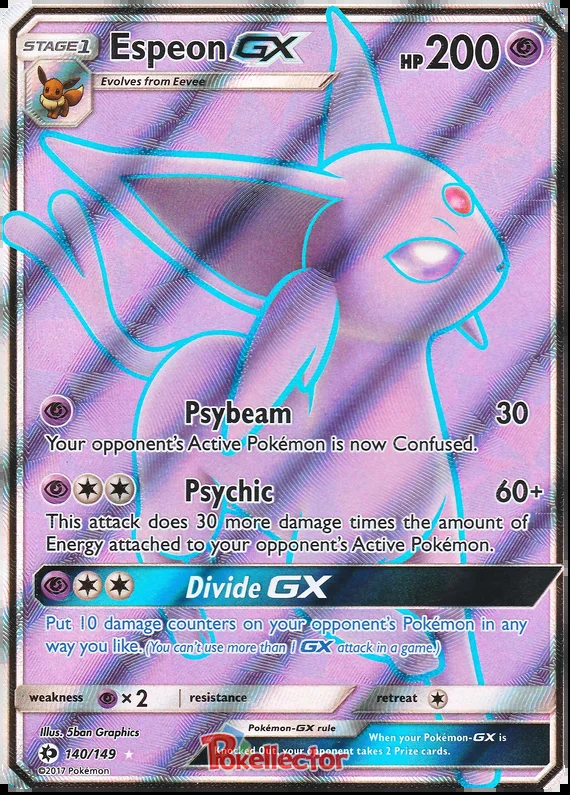 STAGE1 Espeon GX HP200
Evolves from Eevee
Psybeam 30
Your opponent's Active Pokémon is now Confused.
Psychic 60+
This attack does 30 more damage times the amount of
Energy attached to your opponent's Active Pokémon.
Divide GX
Put 10 damage counters on your opponent's Pokémon in any
way you like. (You can't use more than 1 GX attack in a game.)
weakness ×2 resistance retreat
Illus. 5ban Graphics
Pokémon-GX rule
When your Pokémon-GX is
Knocked Out, your opponent takes 2 Prize cards.
140/149
Pokellector
©2017 Pokémon